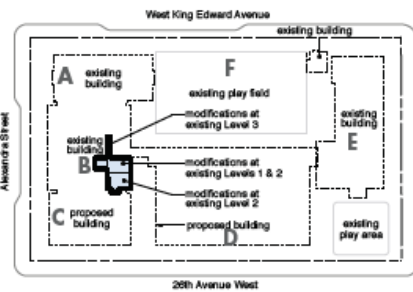 West King Edward Avenue
existing building
A
existing
building
F
existing play field
modifications at
existing Level 3
existing
building
E
existing
building
B
modifications at
existing Levels 1 & 2
modifications at
existing Level 2
C
proposed
building
proposed building
D
existing
play area
Alexandra Street
26th Avenue West